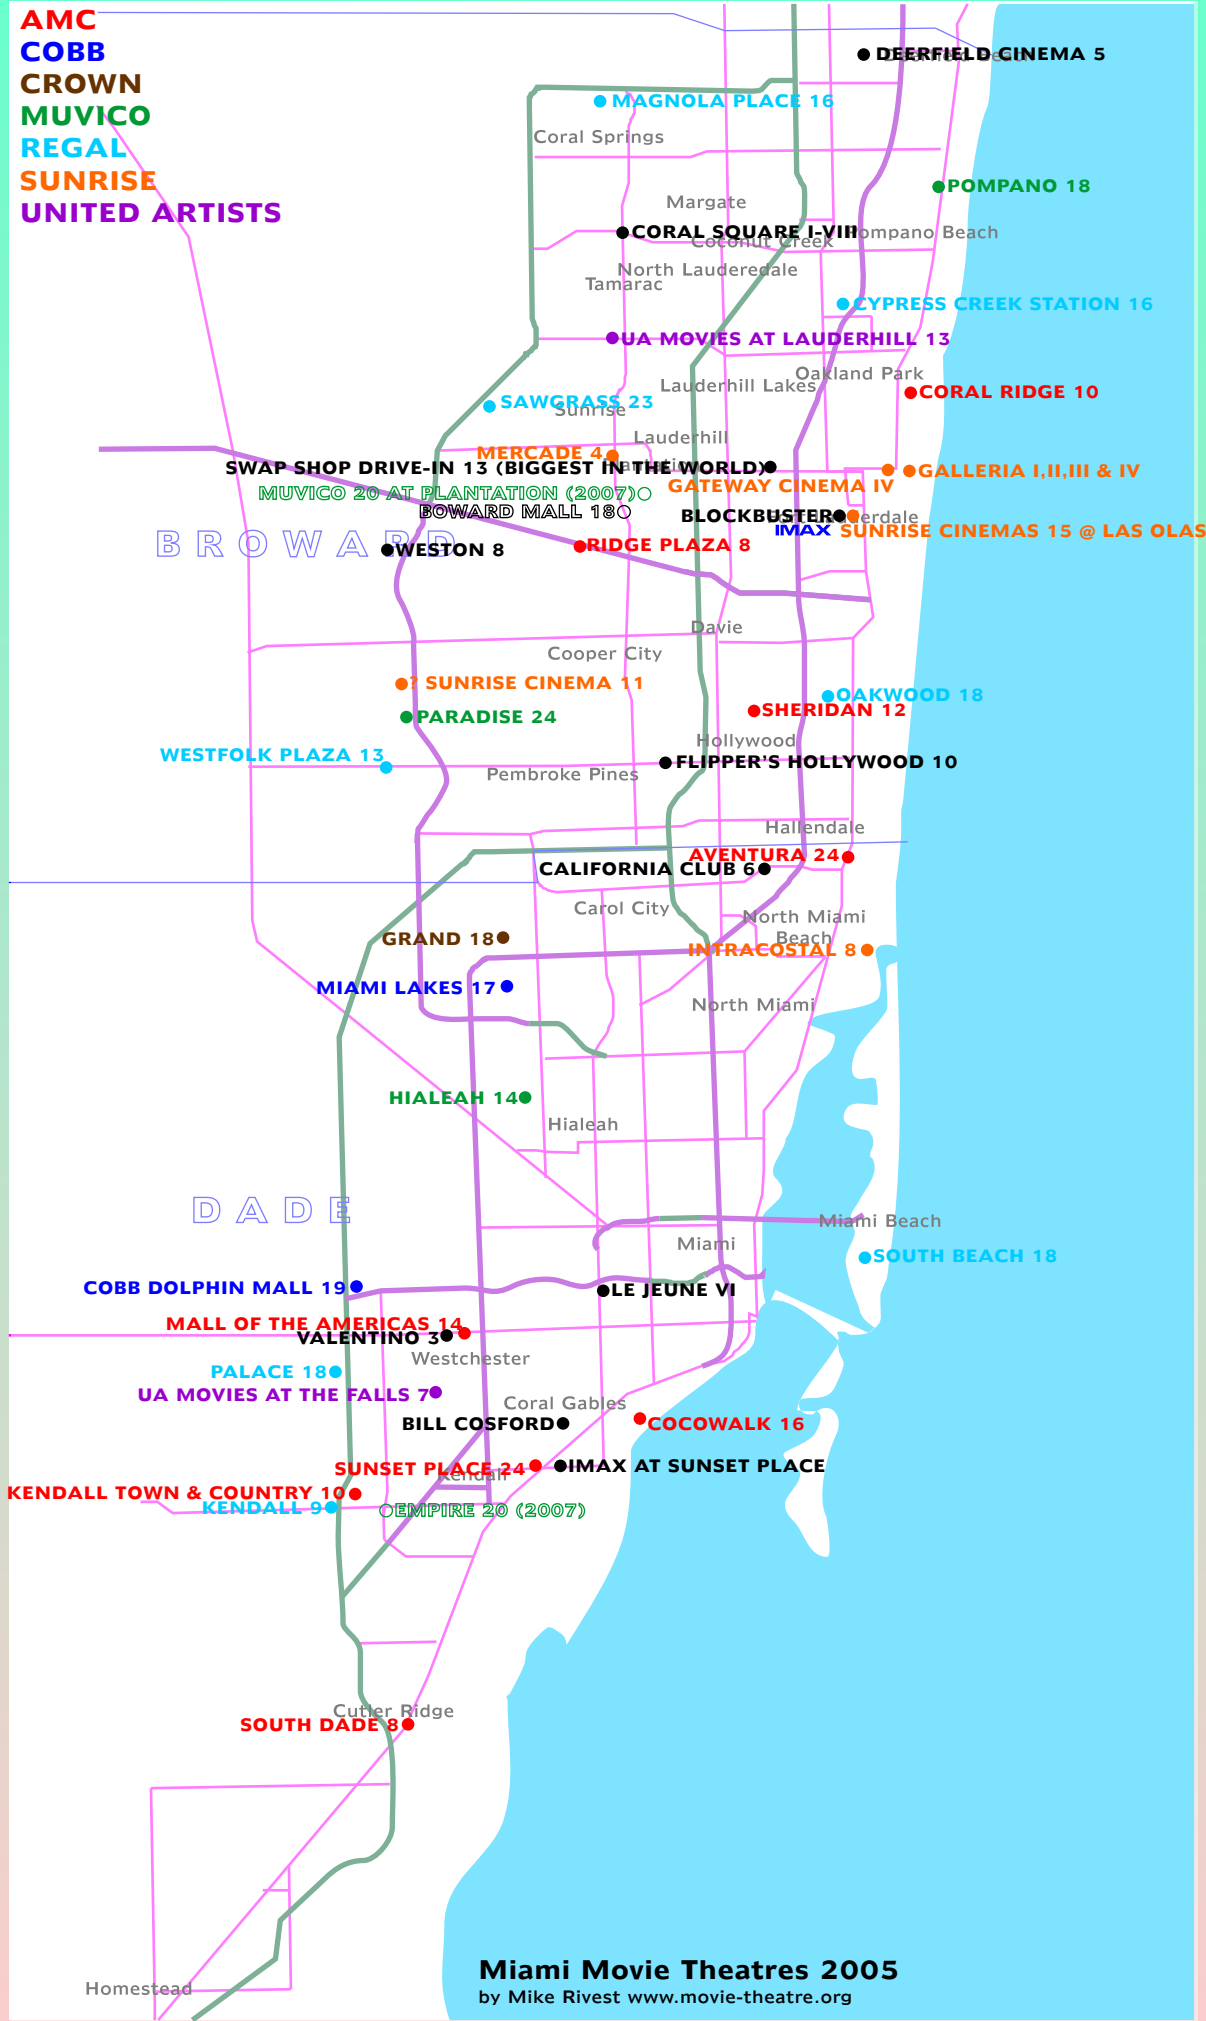 AMC
COBB
CROWN
MUVICO
REGAL
SUNRISE
UNITED ARTISTS
DEERFIELD CINEMA 5
Deerfield Beach
MAGNOLA PLACE 16
Coral Springs
POMPANO 18
Margate
CORAL SQUARE I-VIII
Pompano Beach
Coconut Creek
North Lauderedale
Tamarac
CYPRESS CREEK STATION 16
UA MOVIES AT LAUDERHILL 13
Oakland Park
Lauderhill Lakes
CORAL RIDGE 10
SAWGRASS 23
Sunrise
Lauderhill
MERCADE 4
Plantation
SWAP SHOP DRIVE-IN 13 (BIGGEST IN THE WORLD)
GALLERIA I,II,III & IV
GATEWAY CINEMA IV
MUVICO 20 AT PLANTATION (2007)
BOWARD MALL 18
BLOCKBUSTER
IMAX
Fort Lauderdale
SUNRISE CINEMAS 15 @ LAS OLAS
BROWARD
WESTON 8
RIDGE PLAZA 8
Davie
Cooper City
? SUNRISE CINEMA 11
OAKWOOD 18
SHERIDAN 12
PARADISE 24
Hollywood
WESTFOLK PLAZA 13
FLIPPER'S HOLLYWOOD 10
Pembroke Pines
Hallendale
AVENTURA 24
CALIFORNIA CLUB 6
Carol City
North Miami
Beach
GRAND 18
INTRACOSTAL 8
MIAMI LAKES 17
North Miami
HIALEAH 14
Hialeah
DADE
Miami Beach
Miami
SOUTH BEACH 18
COBB DOLPHIN MALL 19
LE JEUNE VI
MALL OF THE AMERICAS 14
VALENTINO 3
Westchester
PALACE 18
UA MOVIES AT THE FALLS 7
Coral Gables
BILL COSFORD
COCOWALK 16
SUNSET PLACE 24
IMAX AT SUNSET PLACE
Kendall
KENDALL TOWN & COUNTRY 10
KENDALL 9
EMPIRE 20 (2007)
Cutler Ridge
SOUTH DADE 8
Homestead
Miami Movie Theatres 2005
by Mike Rivest www.movie-theatre.org